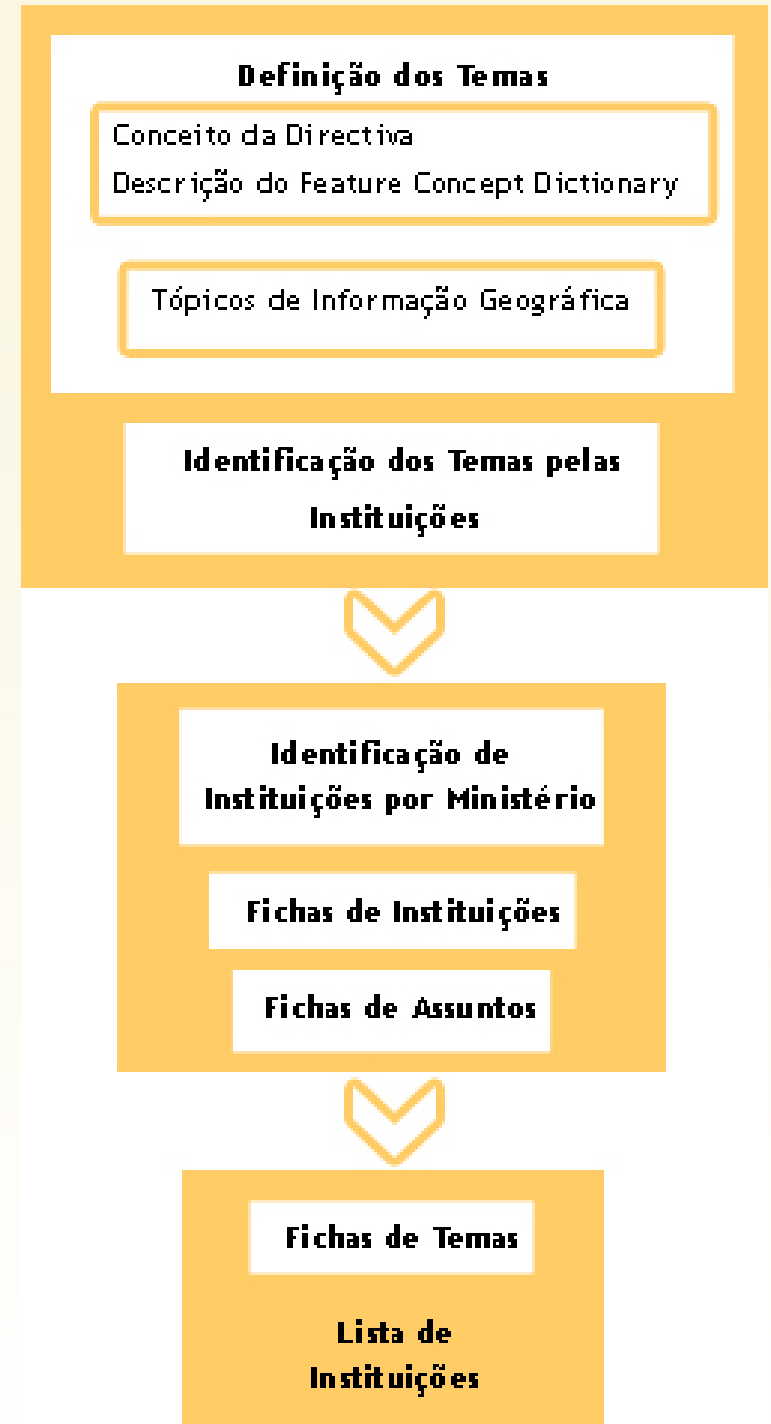 Definição dos Temas
Conceito da Directiva
Descrição do Feature Concept Dictionary
Tópicos de Informação Geográfica
Identificação dos Temas pelas
Instituições
Identificação de
Instituições por Ministério
Fichas de Instituições
Fichas de Assuntos
Fichas de Temas
Lista de
Instituições